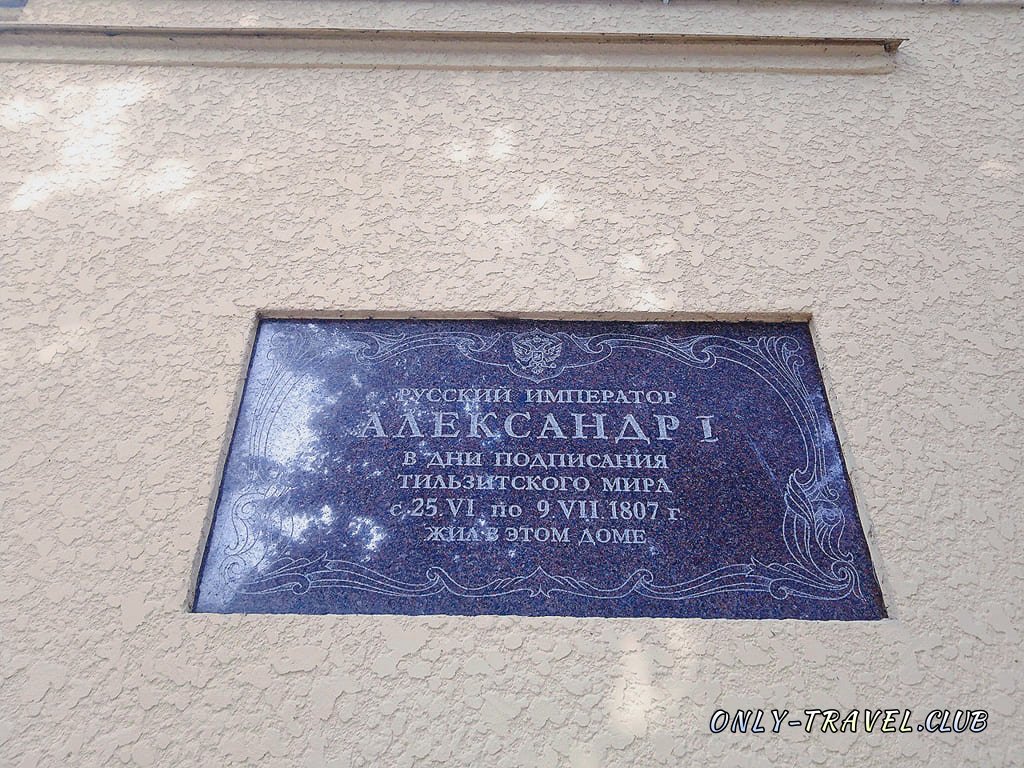 РУССКИЙ ИМПЕРАТОР
АЛЕКСАНДР I
В ДНИ ПОДПИСАНИЯ
ТИЛЬЗИТСКОГО МИРА
с 25 VI по 9 VII 1807 г.
ЖИЛ В ЭТОМ ДОМЕ
ONLY-TRAVEL.CLUB